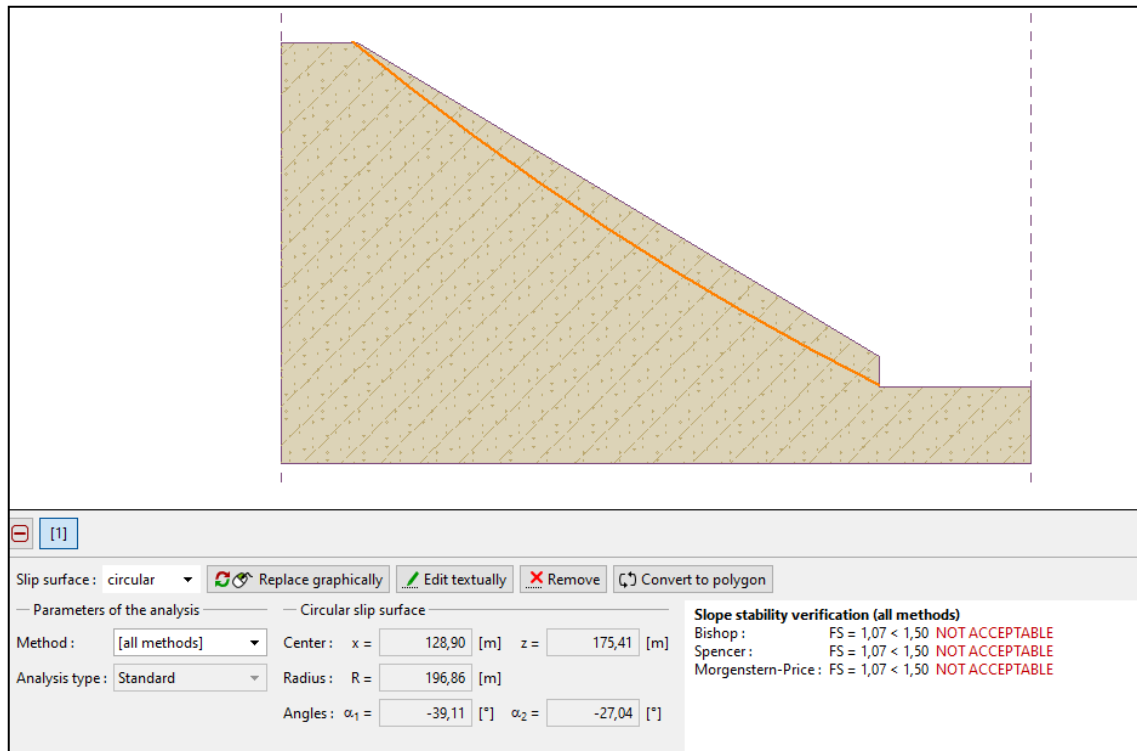 [1]
Slip surface : circular Replace graphically Edit textually Remove Convert to polygon
Parameters of the analysis Circular slip surface
Method : [all methods] Center : x = 128,90 [m] z = 175,41 [m]
Analysis type : Standard Radius : R = 196,86 [m]
Angles : α1 = -39,11 [°] α2 = -27,04 [°]
Slope stability verification (all methods)
Bishop : FS = 1,07 < 1,50 NOT ACCEPTABLE
Spencer : FS = 1,07 < 1,50 NOT ACCEPTABLE
Morgenstern-Price : FS = 1,07 < 1,50 NOT ACCEPTABLE